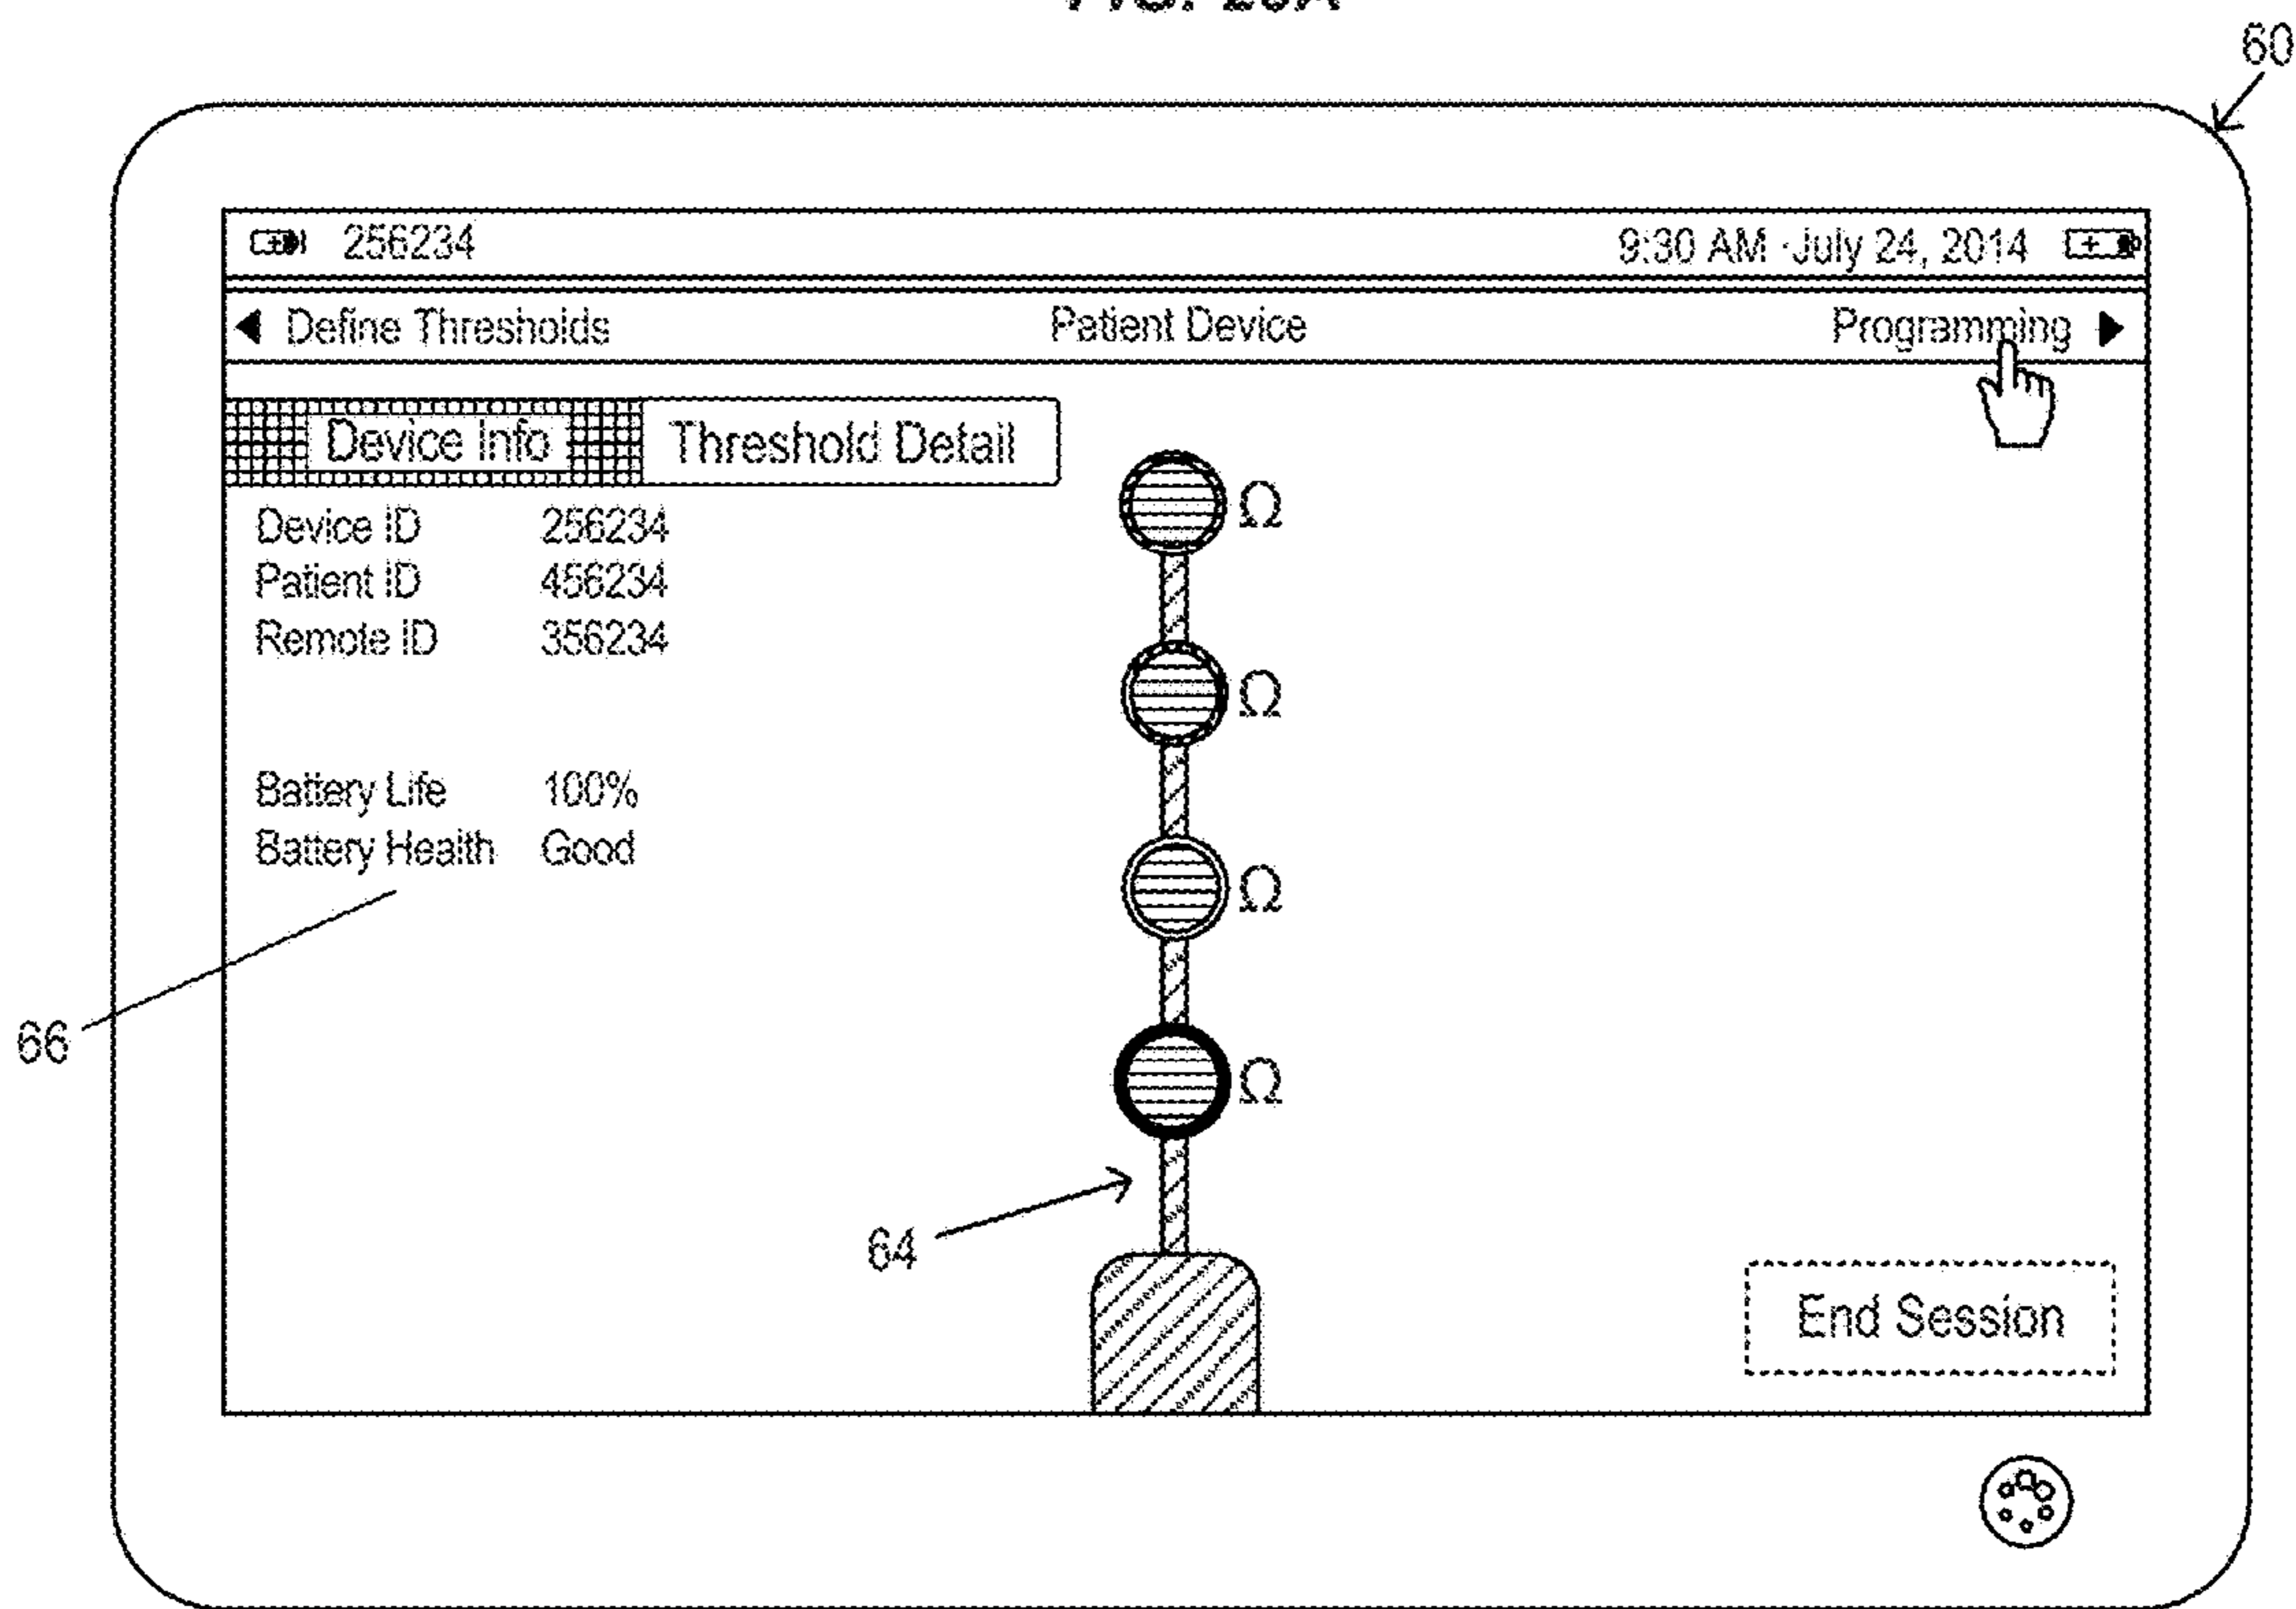 60
256234 9:30 AM July 24, 2014
Define Thresholds Patient Device Programming
Device Info Threshold Detail
Device ID 256234
Patient ID 456234
Remote ID 356234
Battery Life 100%
Battery Health Good
Ω
Ω
Ω
Ω
66
64
End Session